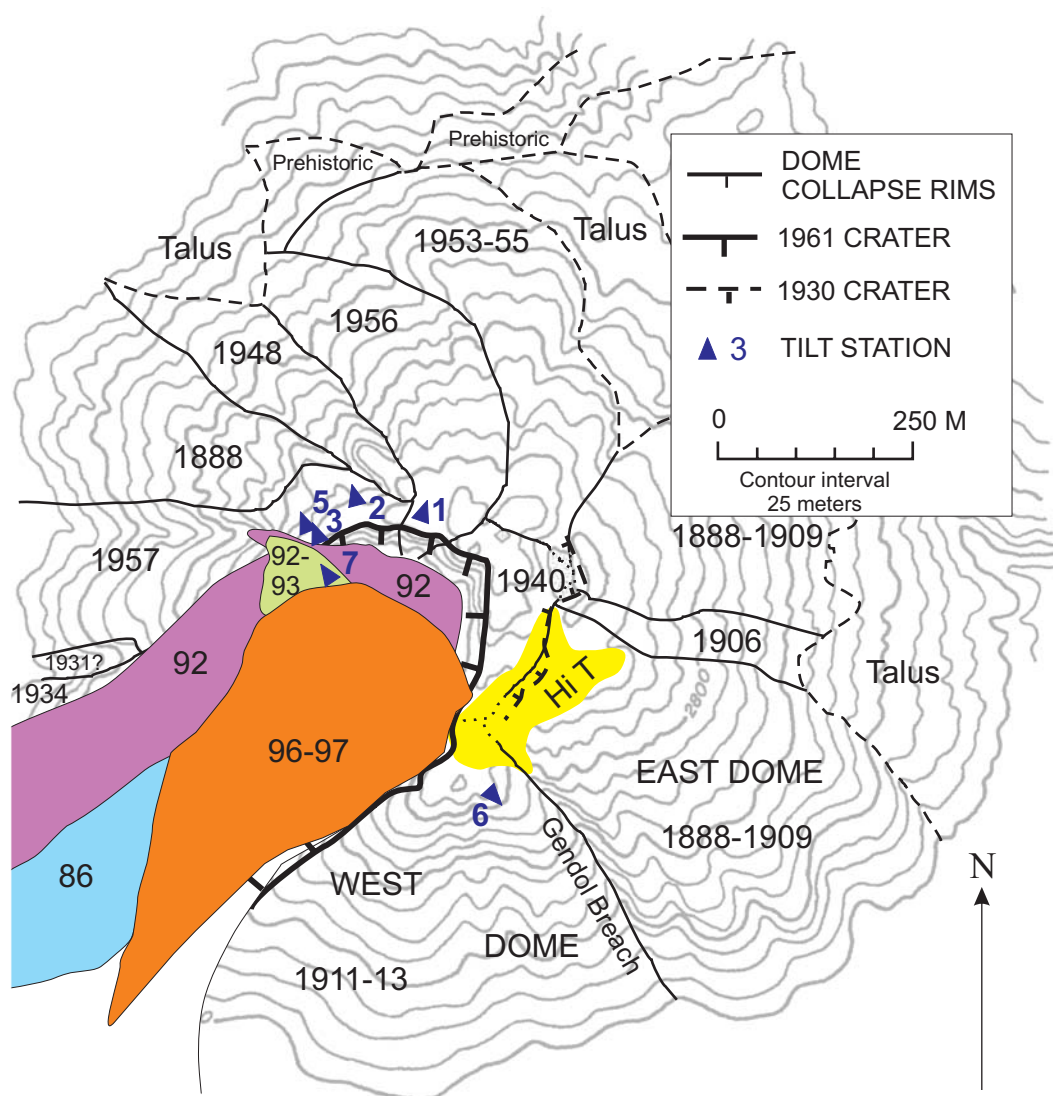 Prehistoric
Prehistoric
Talus
Talus
1953-55
1956
1948
1888
1957
1931?
1934
DOME
COLLAPSE RIMS
1961 CRATER
1930 CRATER
3 TILT STATION
0 250 M
Contour interval
25 meters
5
3
2
1
92-
93
7
92
1940
1888-1909
1906
Talus
92
Hi T
2800
96-97
EAST DOME
6
1888-1909
Gendol Breach
86
WEST
DOME
1911-13
N